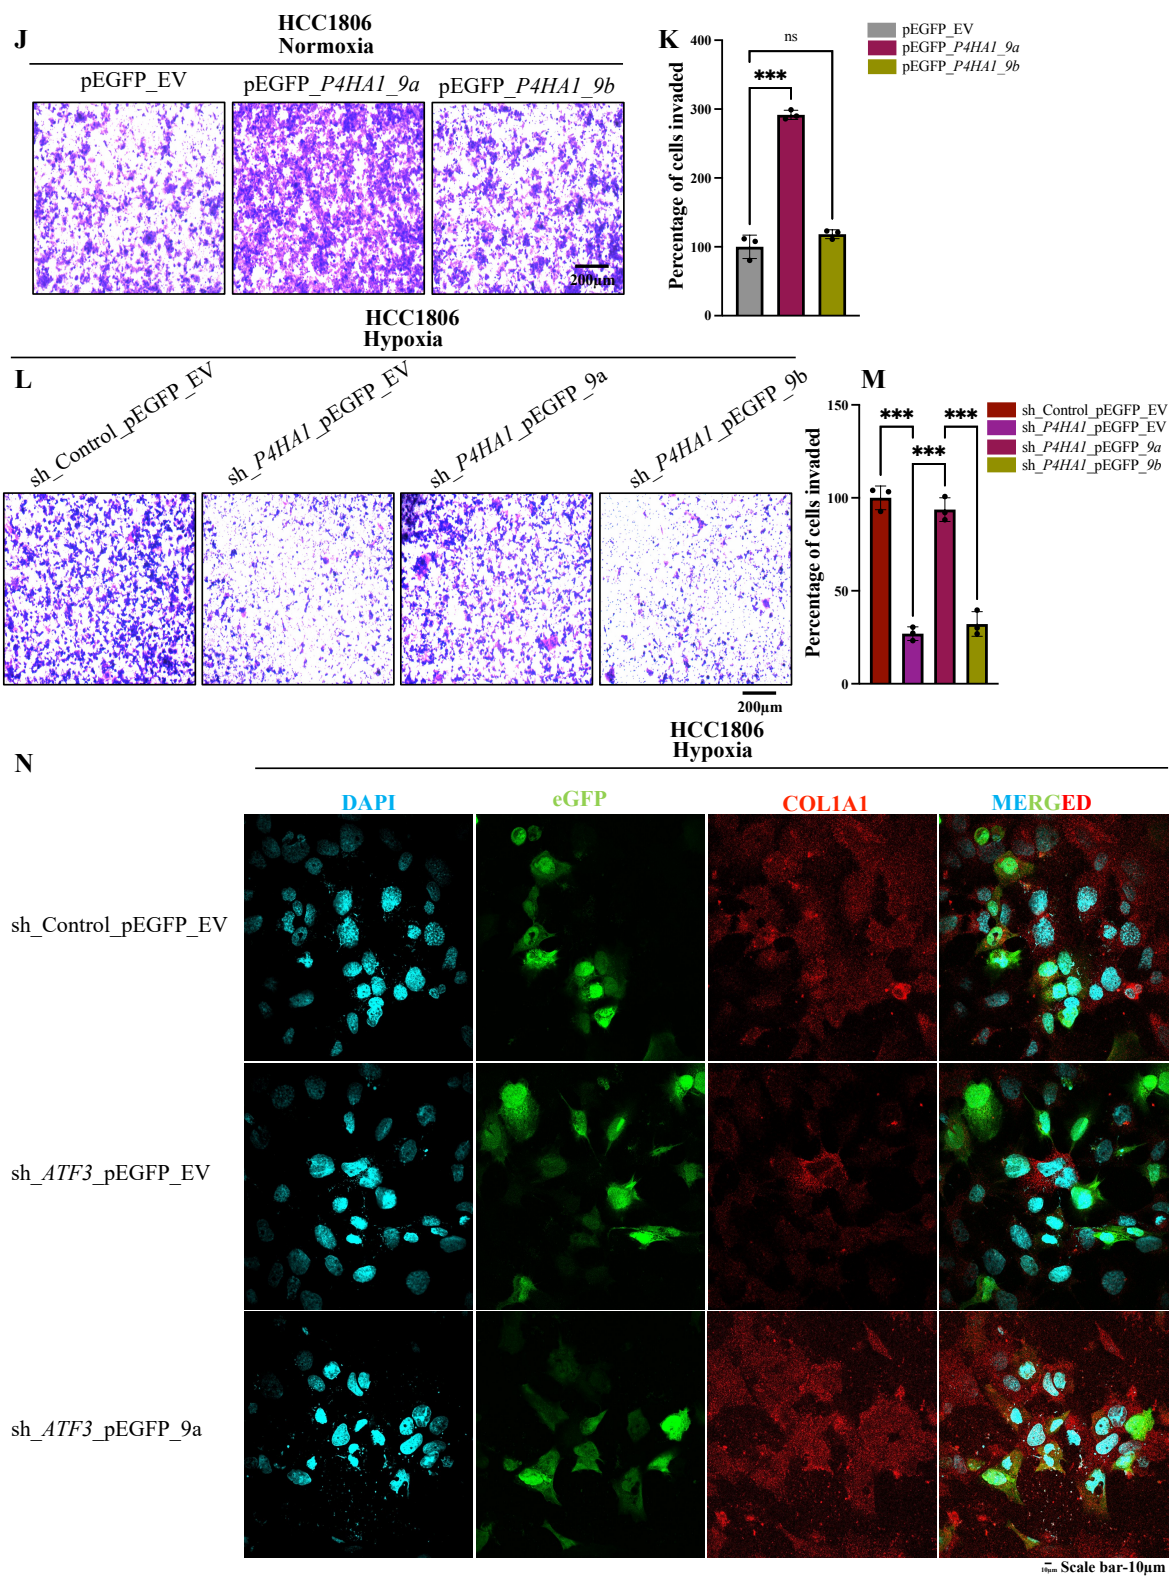 J
HCC1806
Normoxia
pEGFP_EV
pEGFP_P4HA1_9a
pEGFP_P4HA1_9b
200μm
K
Percentage of cells invaded
400
300
200
100
0
ns
***
pEGFP_EV
pEGFP_P4HA1_9a
pEGFP_P4HA1_9b
HCC1806
Hypoxia
L
sh_Control_pEGFP_EV
sh_P4HA1_pEGFP_EV
sh_P4HA1_pEGFP_9a
sh_P4HA1_pEGFP_9b
200μm
M
Percentage of cells invaded
150
100
50
0
***
***
***
sh_Control_pEGFP_EV
sh_P4HA1_pEGFP_EV
sh_P4HA1_pEGFP_9a
sh_P4HA1_pEGFP_9b
HCC1806
Hypoxia
N
DAPI
eGFP
COL1A1
MERGED
sh_Control_pEGFP_EV
sh_ATF3_pEGFP_EV
sh_ATF3_pEGFP_9a
10μm
Scale bar-10μm